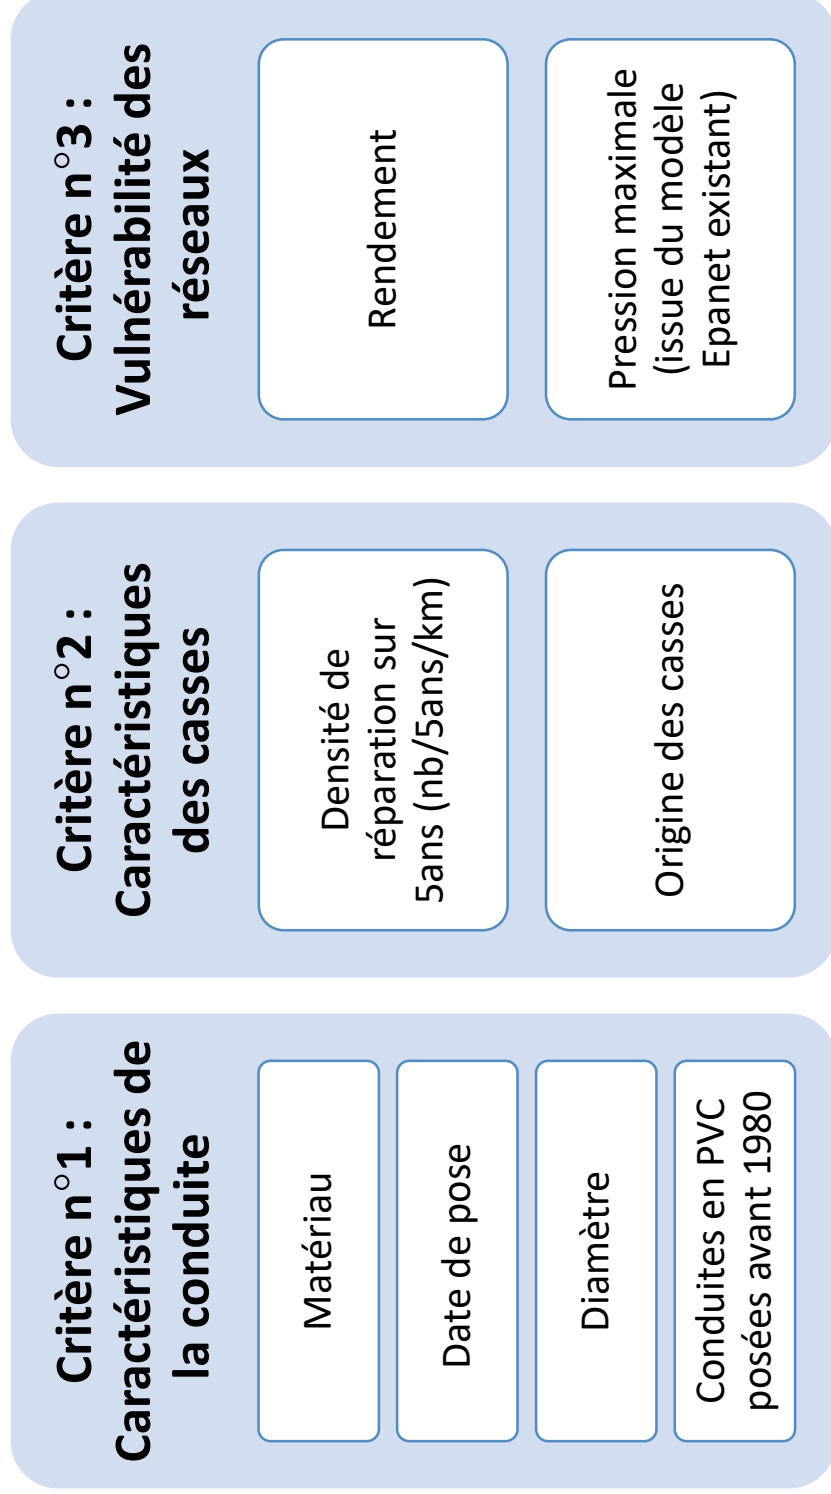 Critère n°1 :
Caractéristiques de
la conduite
Matériau
Date de pose
Diamètre
Conduites en PVC
posées avant 1980
Critère n°2 :
Caractéristiques
des casses
Densité de
réparation sur
5ans (nb/5ans/km)
Origine des casses
Critère n°3 :
Vulnérabilité des
réseaux
Rendement
Pression maximale
(issue du modèle
Epanet existant)